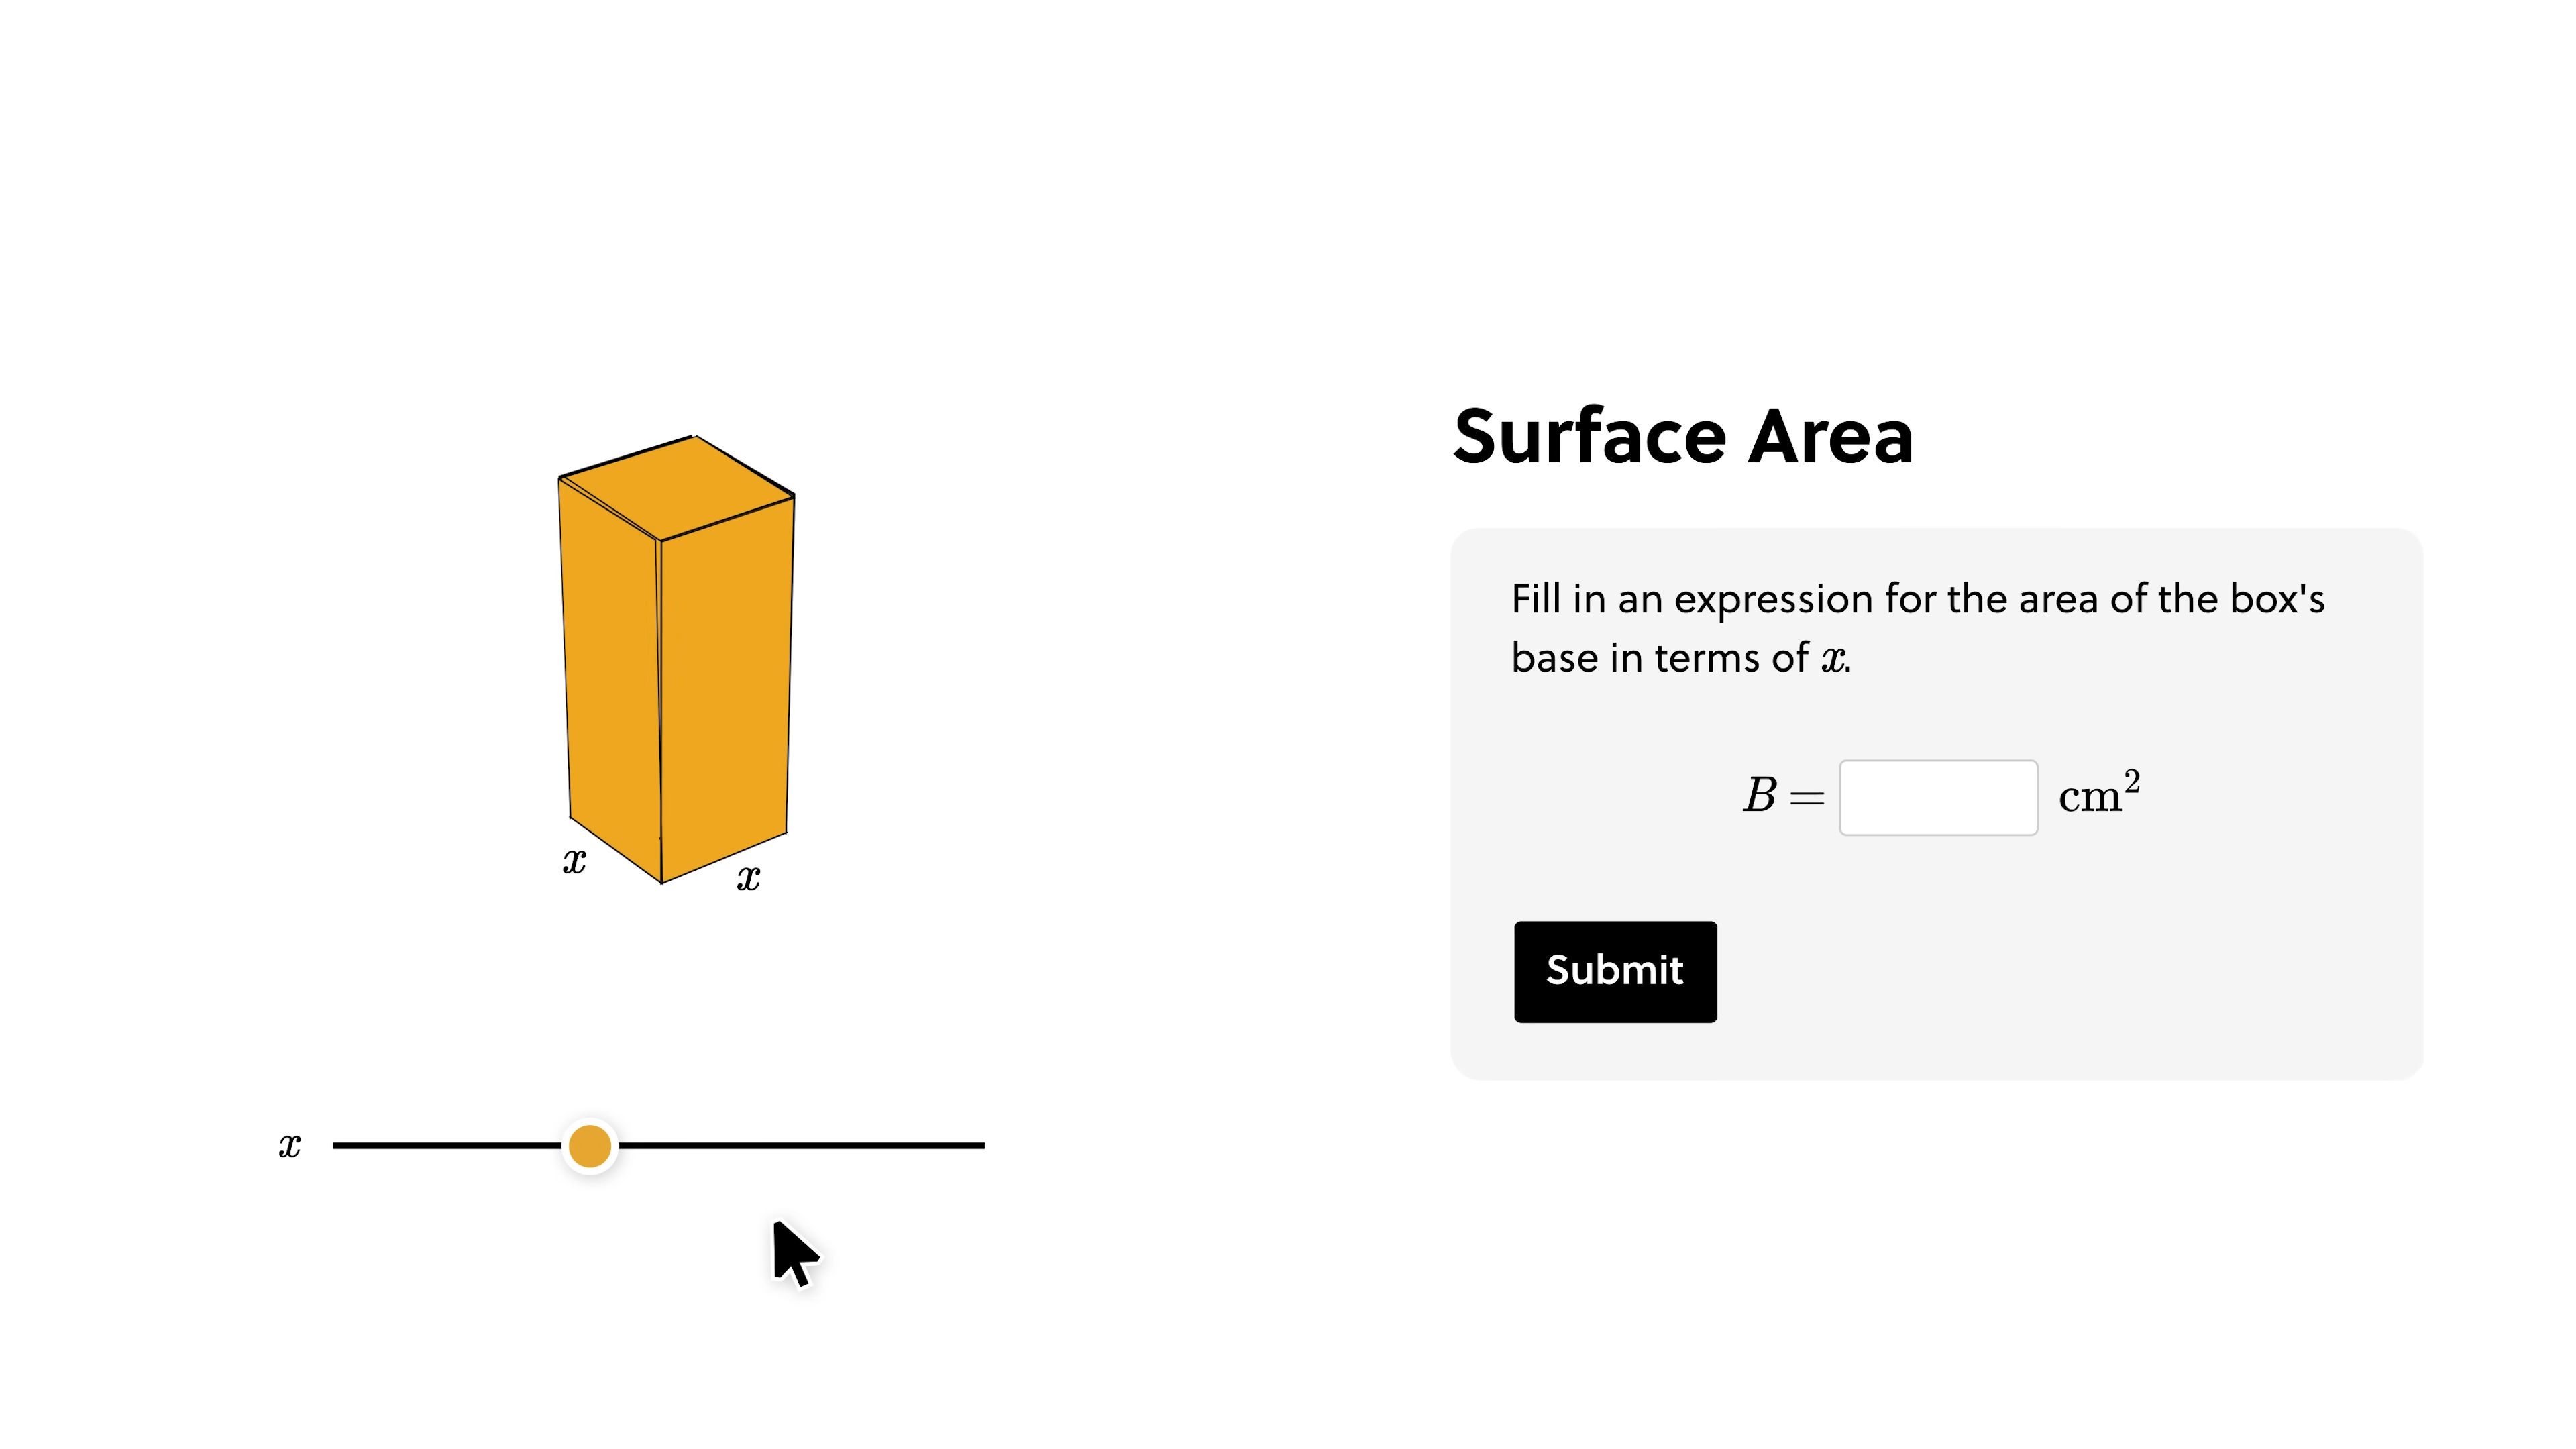 Surface Area
Fill in an expression for the area of the box's
base in terms of x.
B = cm²
Submit
x
x
x